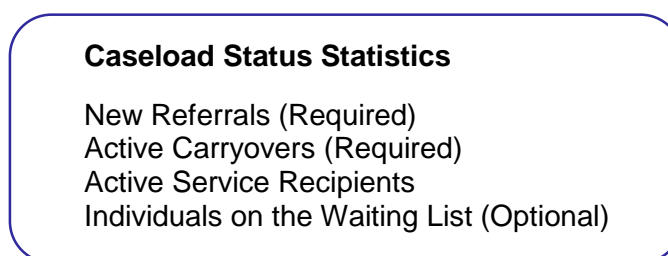 Caseload Status Statistics
New Referrals (Required)
Active Carryovers (Required)
Active Service Recipients
Individuals on the Waiting List (Optional)